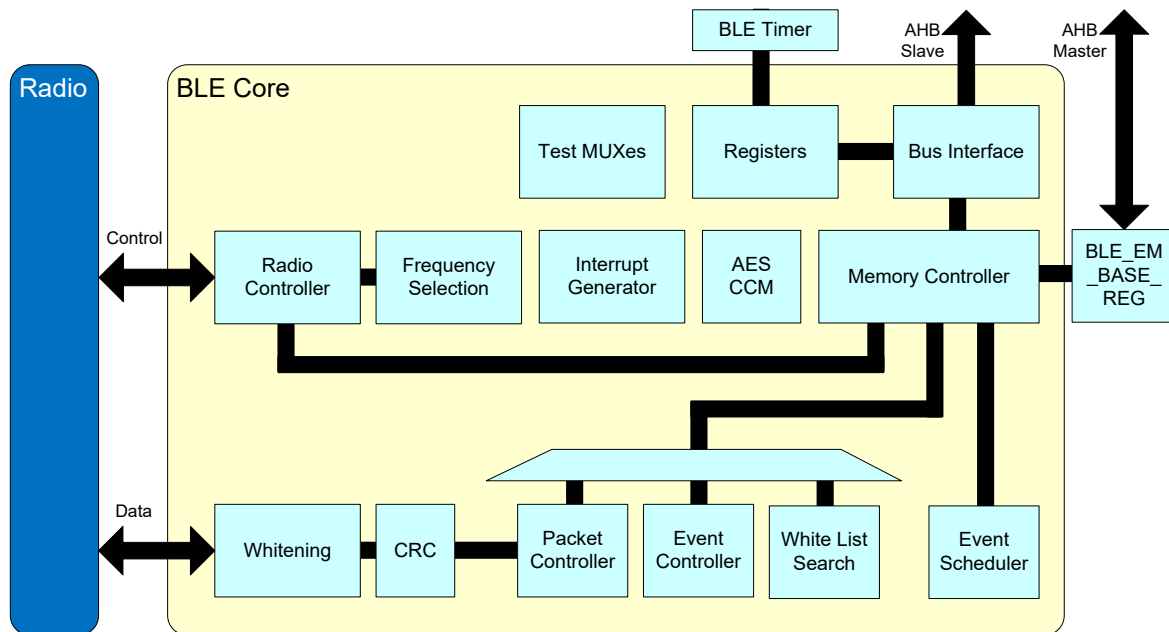 BLE Timer
AHB
Slave
AHB
Master
Radio
BLE Core
Test MUXes
Registers
Bus Interface
Control
Radio
Controller
Frequency
Selection
Interrupt
Generator
AES
CCM
Memory Controller
BLE_EM
_BASE_
REG
Data
Whitening
CRC
Packet
Controller
Event
Controller
White List
Search
Event
Scheduler